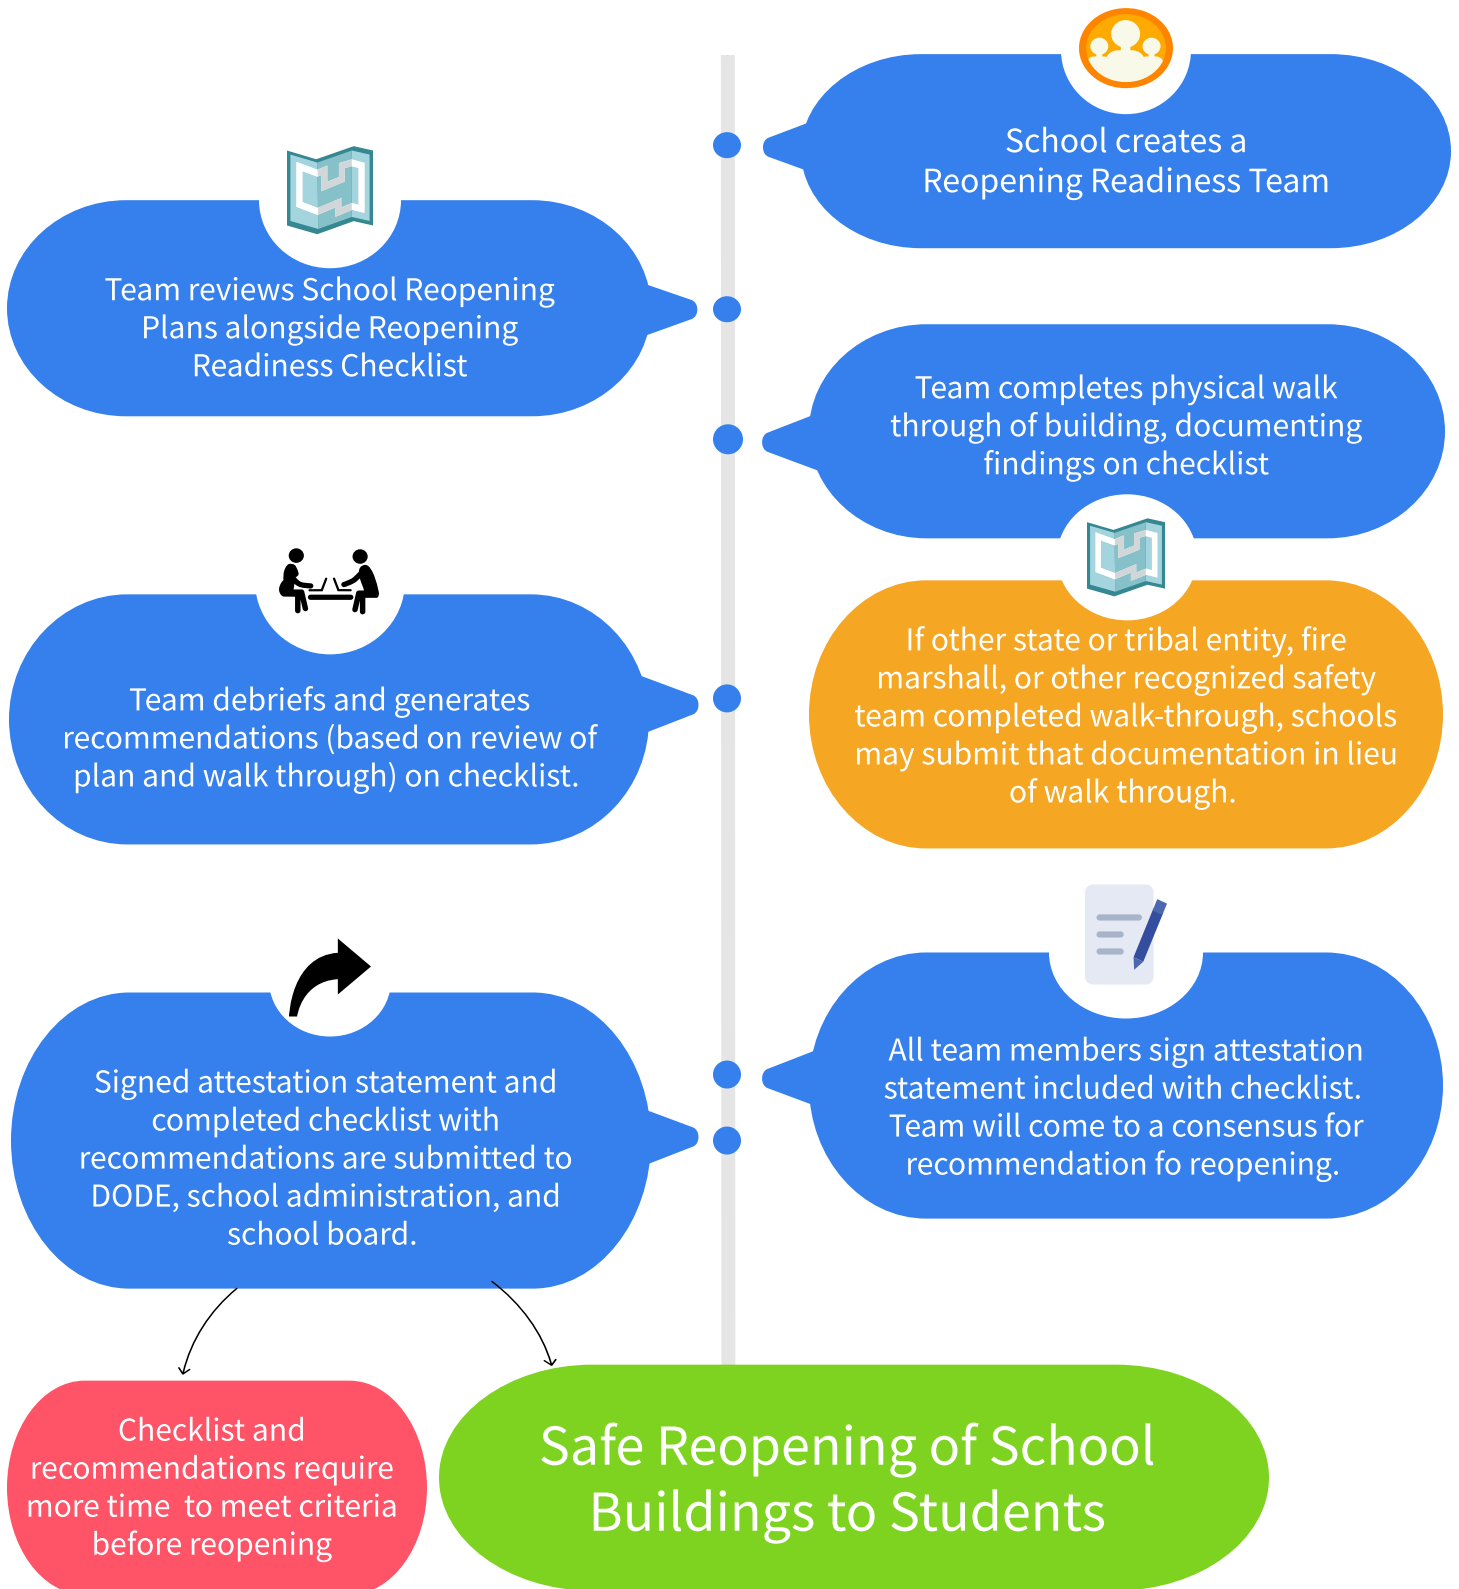 School creates a
Reopening Readiness Team
Team reviews School Reopening
Plans alongside Reopening
Readiness Checklist
Team completes physical walk
through of building, documenting
findings on checklist
If other state or tribal entity, fire
marshall, or other recognized safety
team completed walk-through, schools
may submit that documentation in lieu
of walk through.
Team debriefs and generates
recommendations (based on review of
plan and walk through) on checklist.
All team members sign attestation
statement included with checklist.
Team will come to a consensus for
recommendation fo reopening.
Signed attestation statement and
completed checklist with
recommendations are submitted to
DODE, school administration, and
school board.
Checklist and
recommendations require
more time  to meet criteria
before reopening
Safe Reopening of School
Buildings to Students